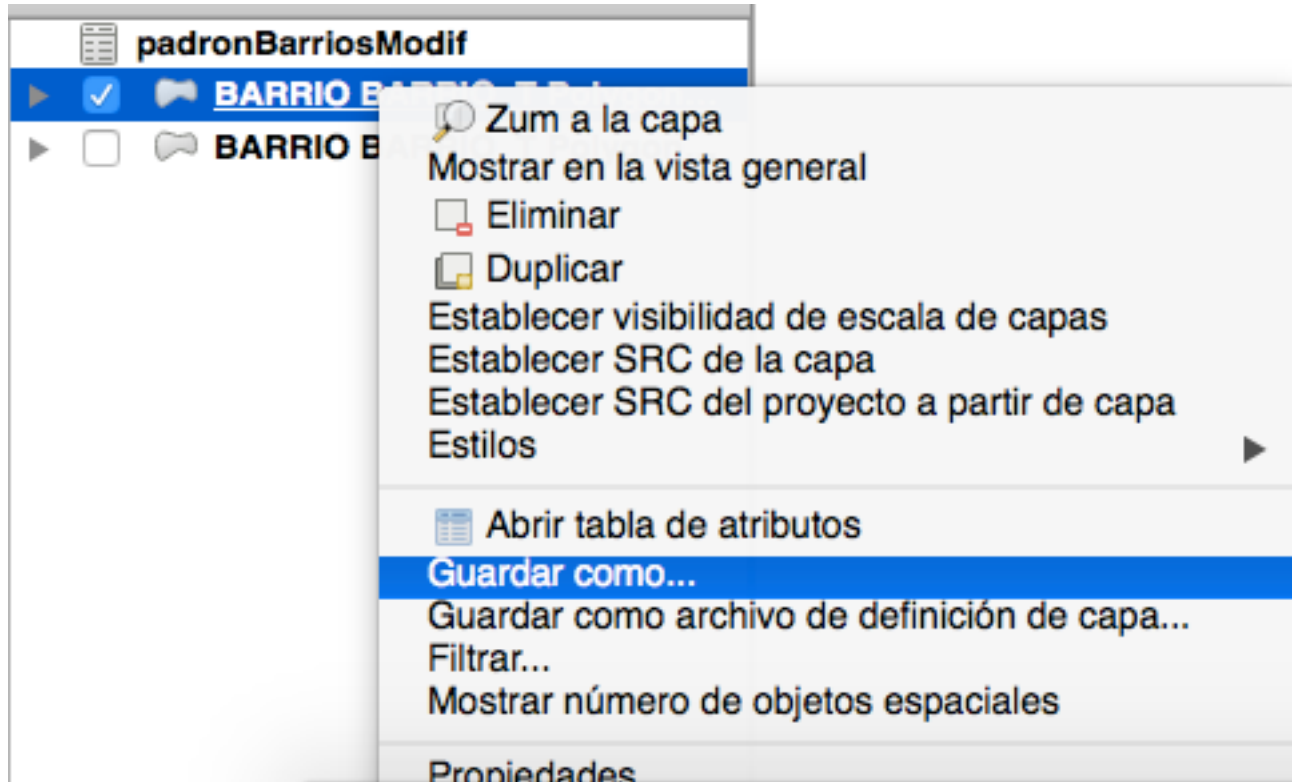 padronBarriosModif
BARRIO B
BARRIO BARRIO, T Polygon
Zum a la capa
Mostrar en la vista general
Eliminar
Duplicar
Establecer visibilidad de escala de capas
Establecer SRC de la capa
Establecer SRC del proyecto a partir de capa
Estilos
Abrir tabla de atributos
Guardar como...
Guardar como archivo de definición de capa...
Filtrar...
Mostrar número de objetos espaciales
Propiedades